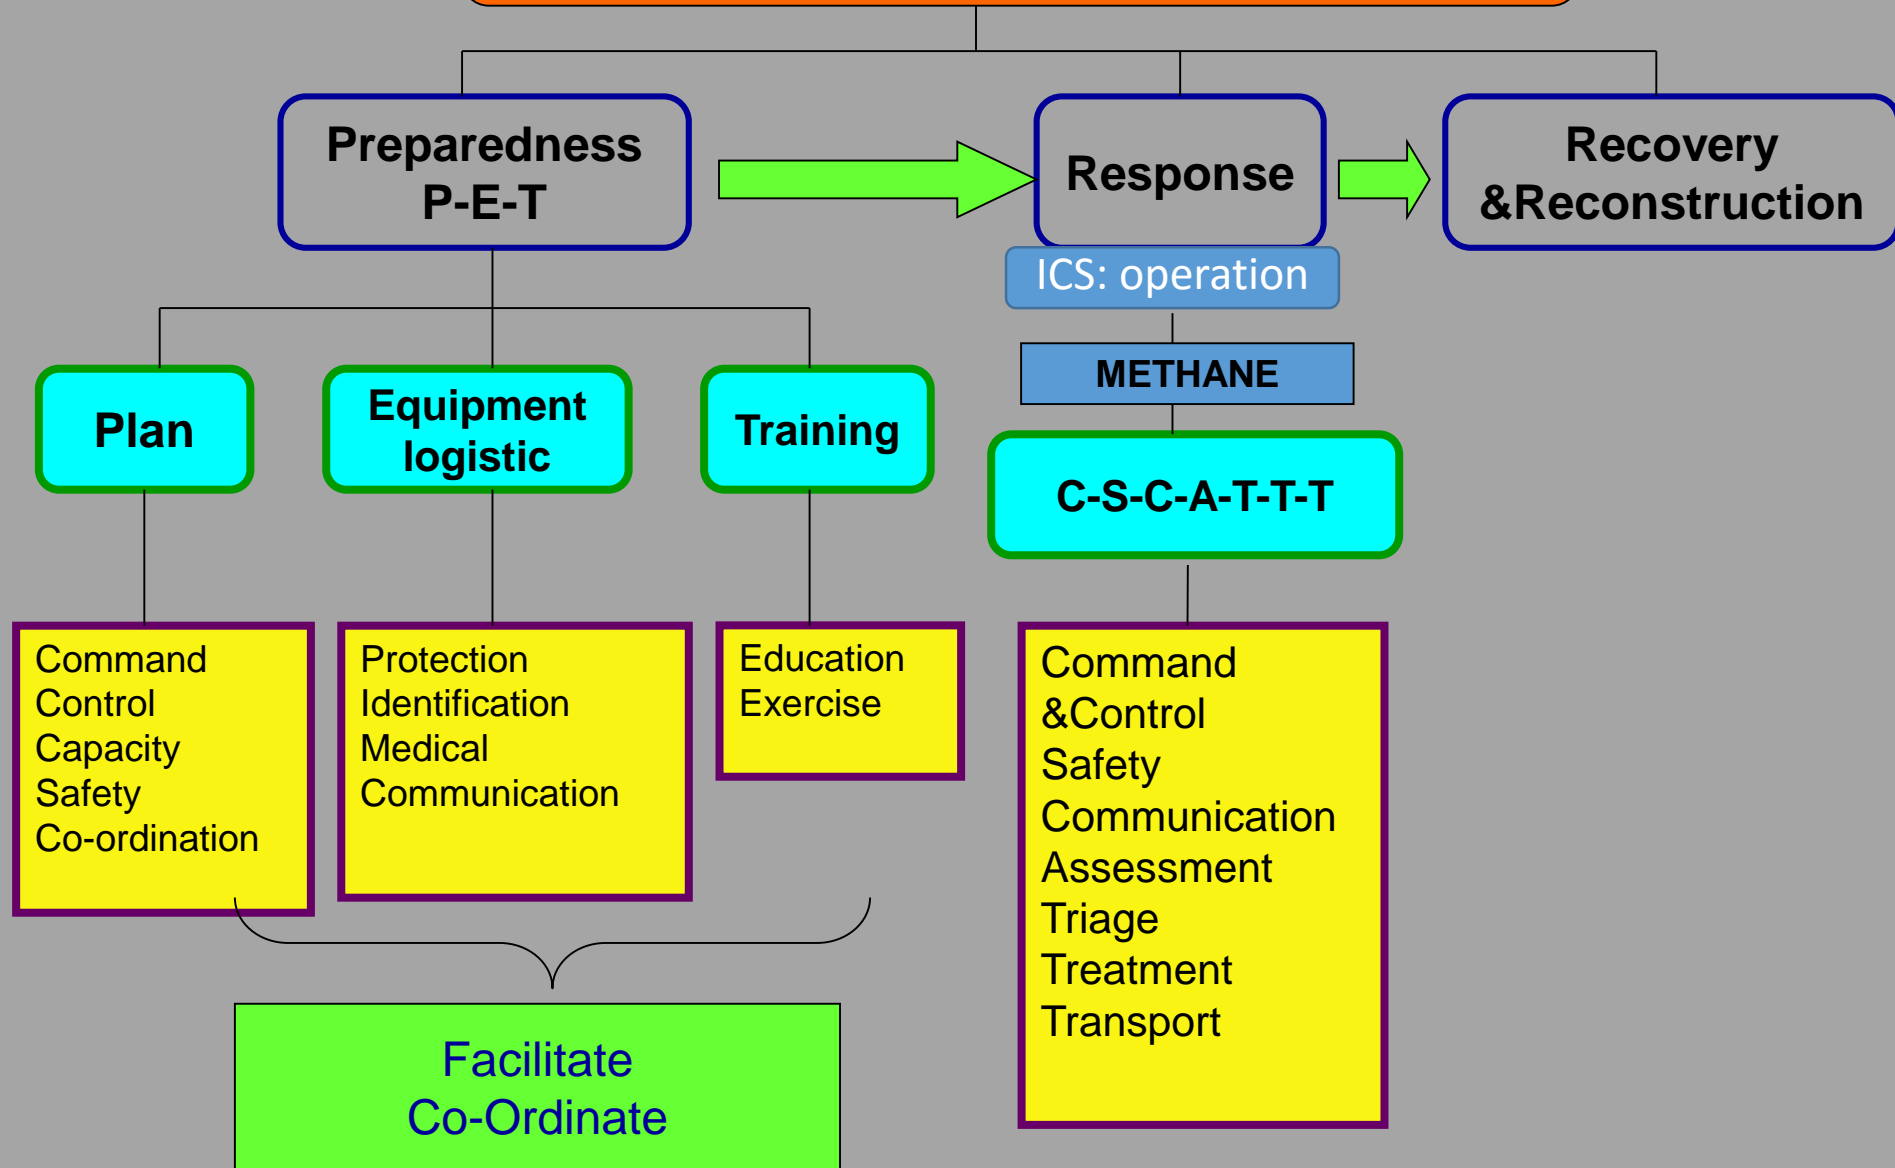 Preparedness
P-E-T
Response
Recovery
&Reconstruction
ICS: operation
METHANE
Plan
Equipment
logistic
Training
C-S-C-A-T-T-T
Command
Control
Capacity
Safety
Co-ordination
Protection
Identification
Medical
Communication
Education
Exercise
Command
&Control
Safety
Communication
Assessment
Triage
Treatment
Transport
Facilitate
Co-Ordinate